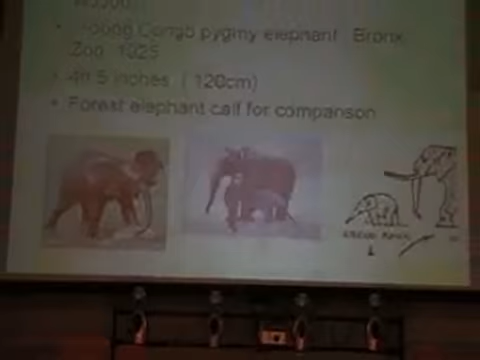 Congo pygmy elephant Bronx
Zoo 1925
• 4ft 5 inches ( 120cm)
• Forest elephant calf for comparison